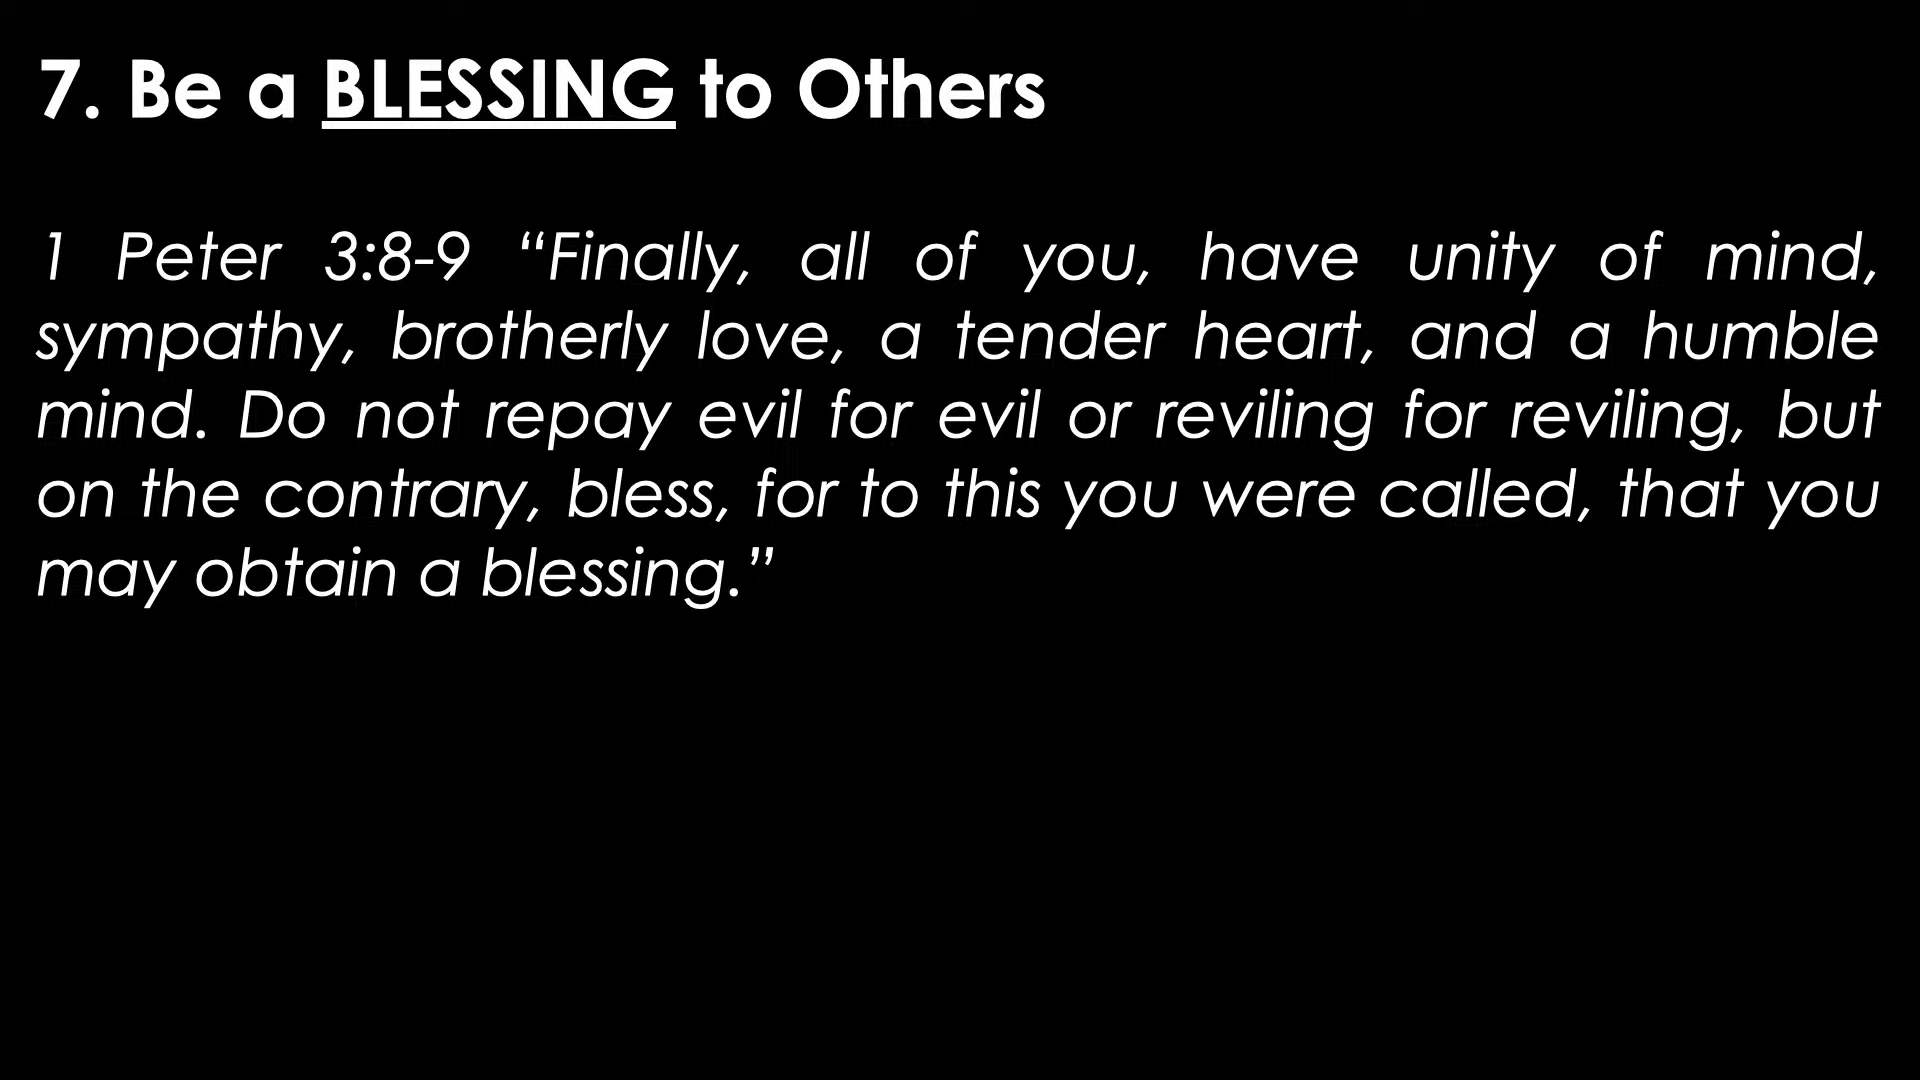 7. Be a BLESSING to Others
1 Peter 3:8-9 “Finally, all of you, have unity of mind,
sympathy, brotherly love, a tender heart, and a humble
mind. Do not repay evil for evil or reviling for reviling, but
on the contrary, bless, for to this you were called, that you
may obtain a blessing.”